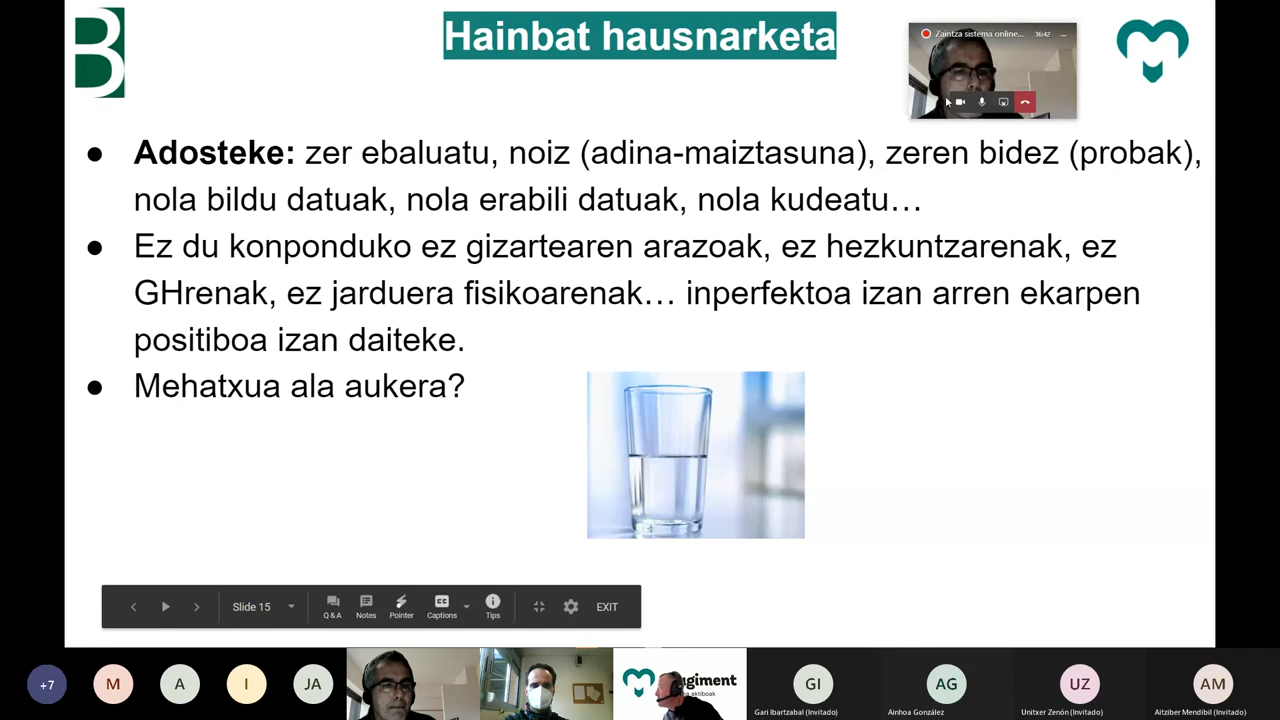 B
Hainbat hausnarketa
Zaintza sistema online...
36:42
● Adosteke: zer ebaluatu, noiz (adina-maiztasuna), zeren bidez (probak),
nola bildu datuak, nola erabili datuak, nola kudeatu…
● Ez du konponduko ez gizartearen arazoak, ez hezkuntzarenak, ez
GHrenak, ez jarduera fisikoarenak… inperfektoa izan arren ekarpen
positiboa izan daiteke.
● Mehatxua ala aukera?
Slide 15
Q & A
Notes
Pointer
CC
Captions
Tips
EXIT
+7
M
A
I
JA
giment
aktiboak
GI
Gari Ibartzabal (Invitado)
AG
Ainhoa González
UZ
Unitxer Zenón (Invitado)
AM
Aitziber Mendibil (Invitado)